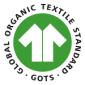 GLOBAL ORGANIC TEXTILE STANDARD
· GOTS ·